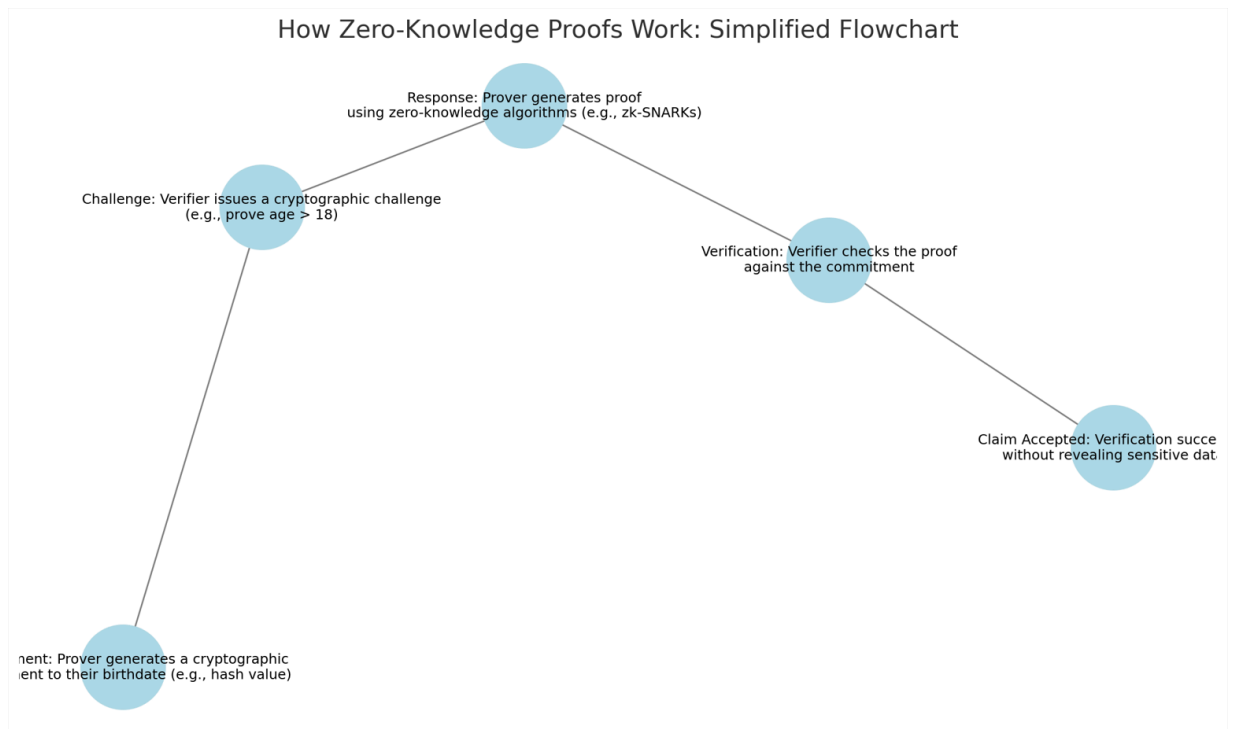 How Zero-Knowledge Proofs Work: Simplified Flowchart
Response: Prover generates proof
using zero-knowledge algorithms (e.g., zk-SNARKs)
Challenge: Verifier issues a cryptographic challenge
(e.g., prove age > 18)
Verification: Verifier checks the proof
against the commitment
Claim Accepted: Verification succe
without revealing sensitive data
nent: Prover generates a cryptographic
ent to their birthdate (e.g., hash value)